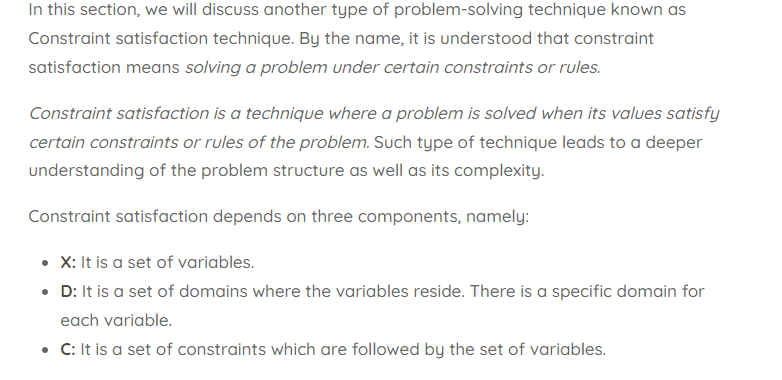 In this section, we will discuss another type of problem-solving technique known as
Constraint satisfaction technique. By the name, it is understood that constraint
satisfaction means solving a problem under certain constraints or rules.
Constraint satisfaction is a technique where a problem is solved when its values satisfy
certain constraints or rules of the problem. Such type of technique leads to a deeper
understanding of the problem structure as well as its complexity.
Constraint satisfaction depends on three components, namely:
• X: It is a set of variables.
• D: It is a set of domains where the variables reside. There is a specific domain for
each variable.
• C: It is a set of constraints which are followed by the set of variables.